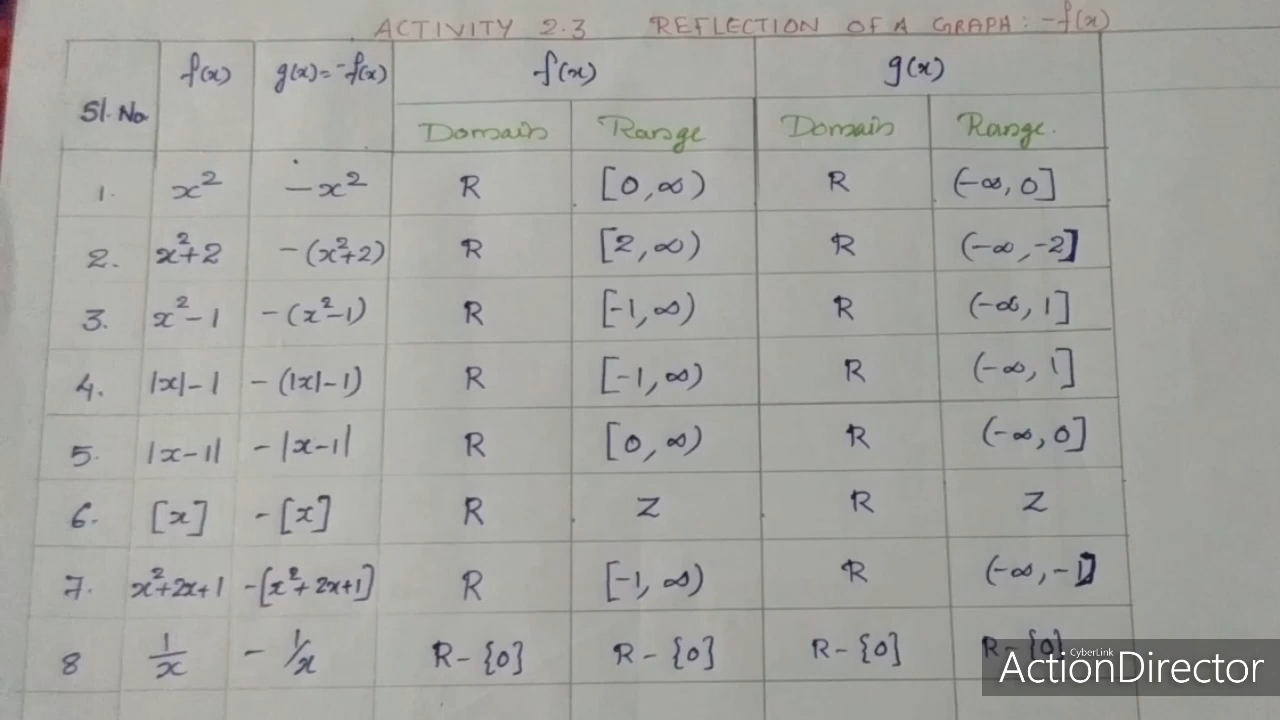 ACTIVITY 2.3 REFLECTION OF A GRAPH: -f(x)
Sl. No. f(x) g(x)=-f(x) f(x) g(x)
Domain Range Domain Range.
1. x² -x² R [0,∞) R (-∞,0]
2. x²+2 -(x²+2) R [2,∞) R (-∞,-2]
3. x²-1 -(x²-1) R [-1,∞) R (-∞,1]
4. |x|-1 -(|x|-1) R [-1,∞) R (-∞,1]
5. |x-1| -|x-1| R [0,∞) R (-∞,0]
6. [x] -[x] R Z R Z
7. x²+2x+1 -[x²+2x+1] R [-1,∞) R (-∞,-1]
8 1/x -1/x R-{0} R-{0} R-{0} R-{0}
CyberLink
ActionDirector